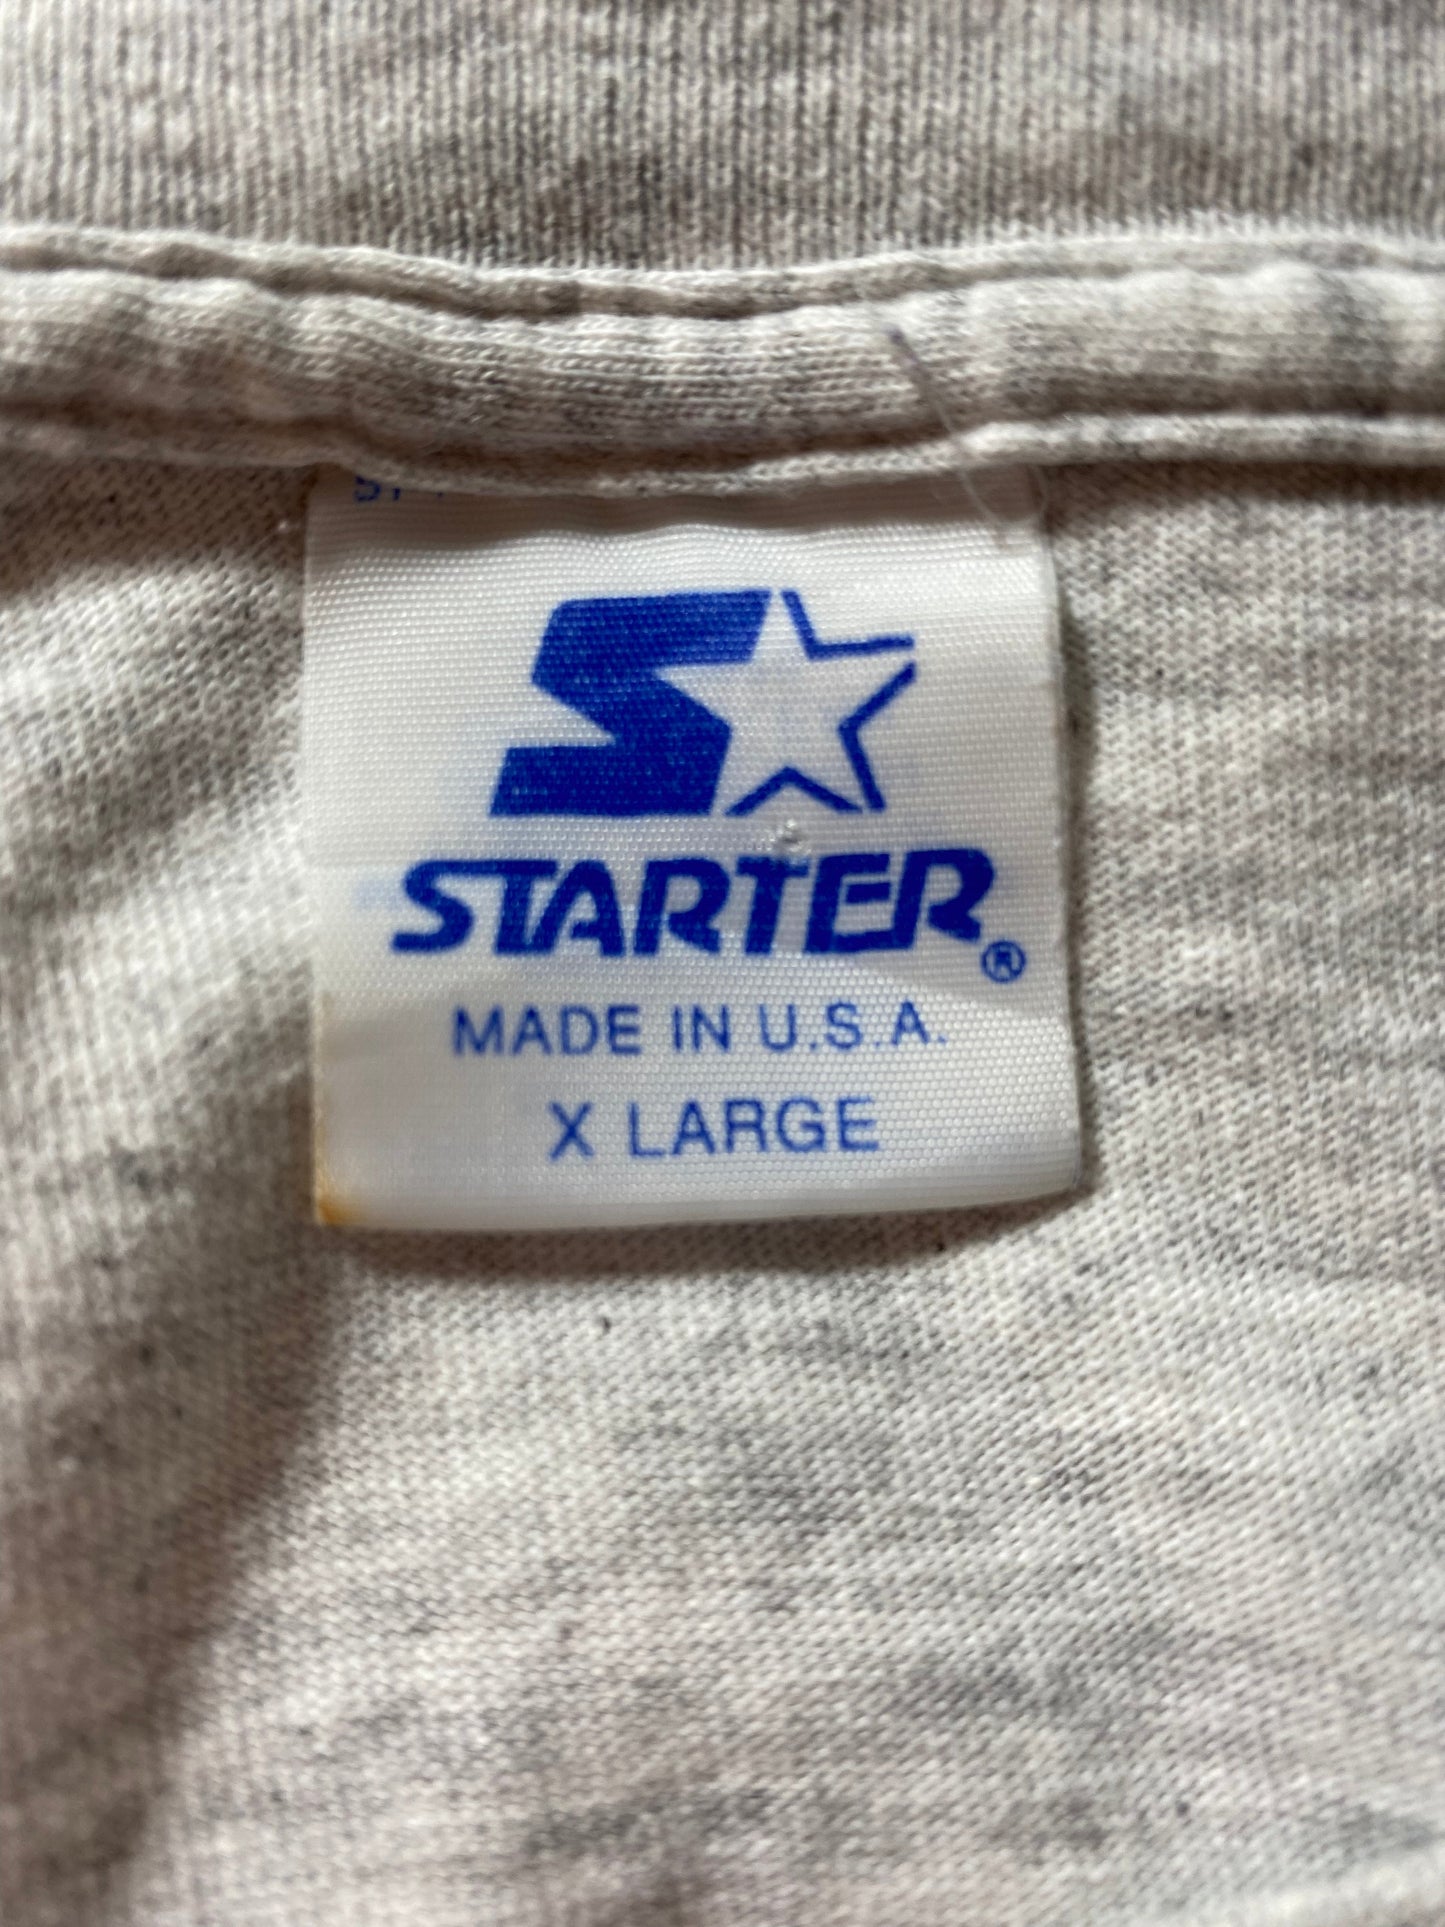 STARTER®
MADE IN U.S.A.
X LARGE